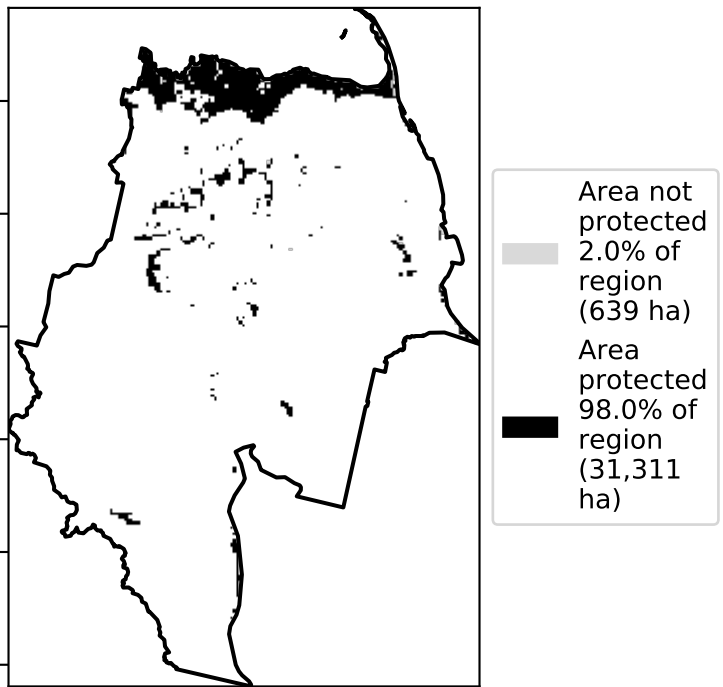 Area not
protected
2.0% of
region
(639 ha)
Area
protected
98.0% of
region
(31,311
ha)